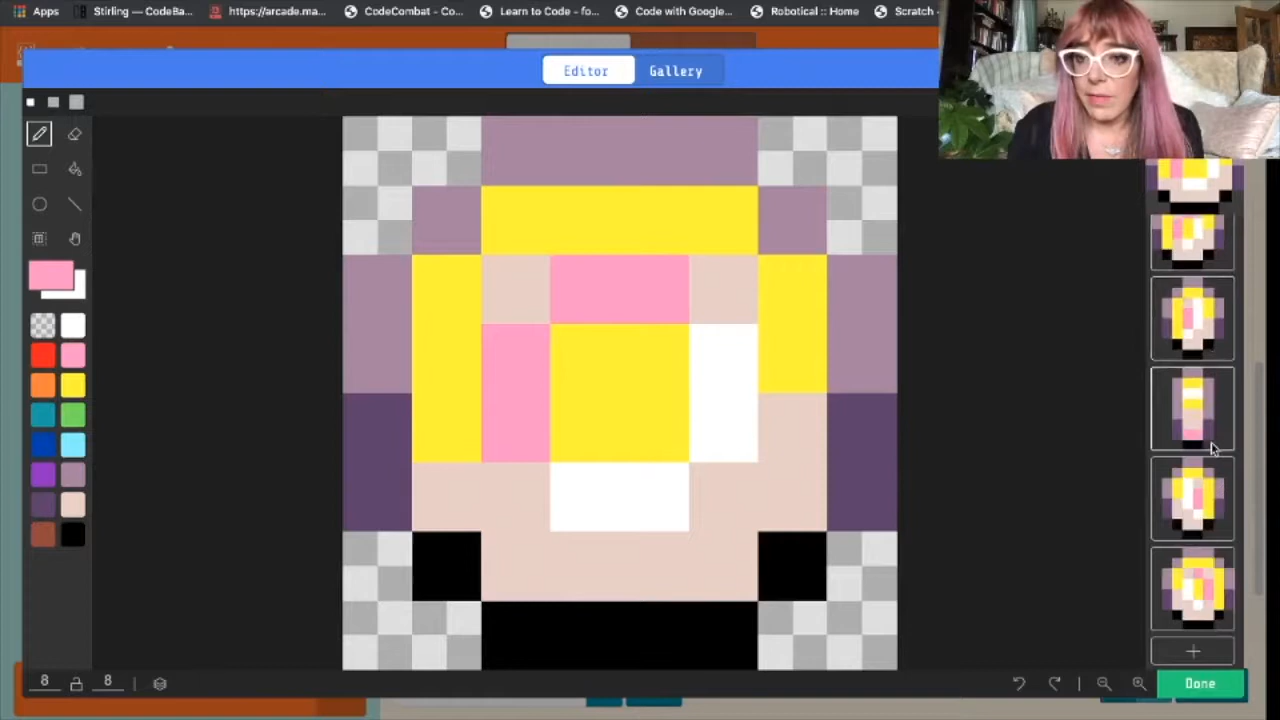 Apps Stirling — CodeBa... https://arcade.ma... CodeCombat - Co... Learn to Code - fo... Code with Google... Robotical :: Home Scratch -
Editor Gallery
8 8 Done